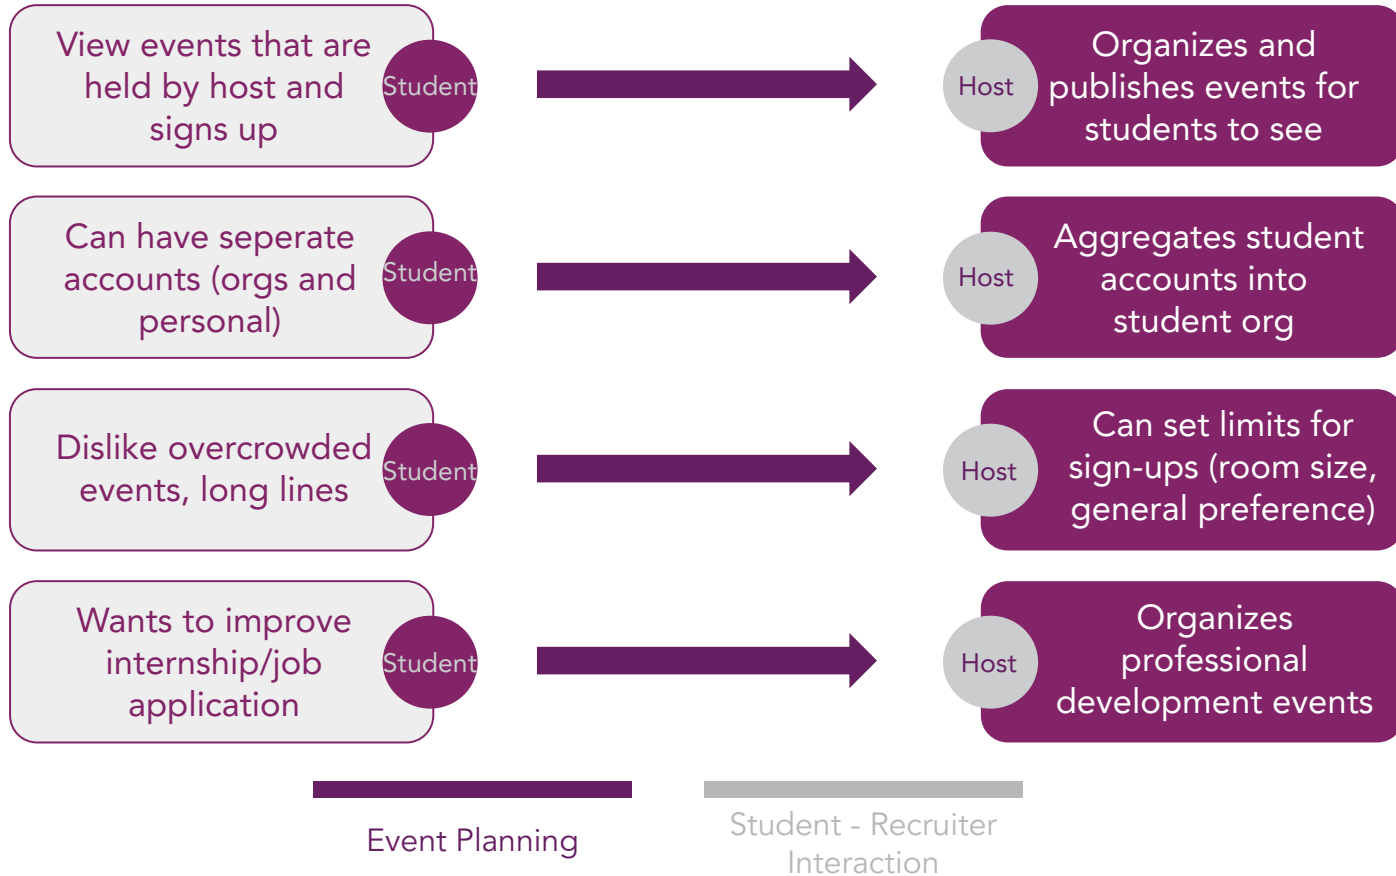 View events that are
held by host and
signs up
Student
Host
Organizes and
publishes events for
students to see
Can have seperate
accounts (orgs and
personal)
Student
Host
Aggregates student
accounts into
student org
Dislike overcrowded
events, long lines
Student
Host
Can set limits for
sign-ups (room size,
general preference)
Wants to improve
internship/job
application
Student
Host
Organizes
professional
development events
Event Planning
Student - Recruiter
Interaction